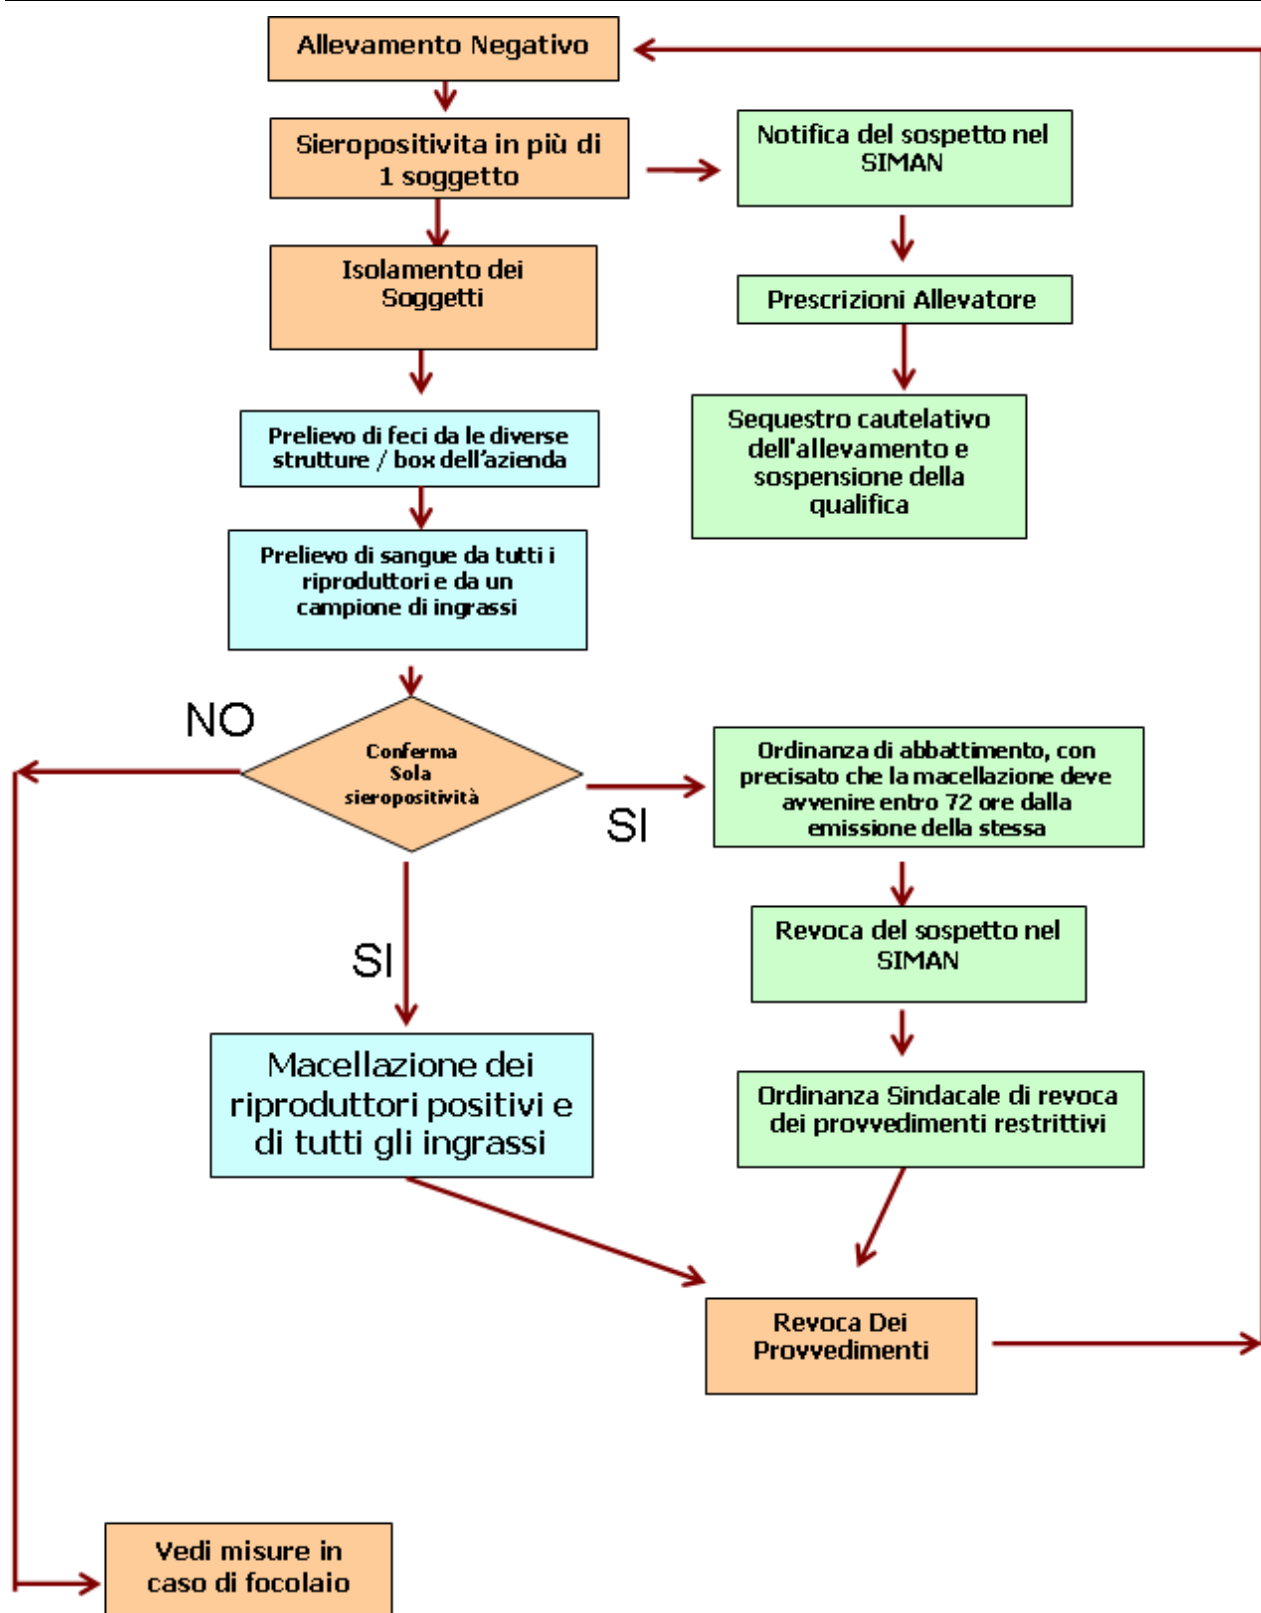 Allevamento Negativo
Sieropositivita in più di
1 soggetto
Notifica del sospetto nel
SIMAN
Isolamento dei
Soggetti
Prescrizioni Allevatore
Prelievo di feci da le diverse
strutture / box dell'azienda
Sequestro cautelativo
dell'allevamento e
sospensione della
qualifica
Prelievo di sangue da tutti i
riproduttori e da un
campione di ingrassi
NO
Conferma
Sola
sieropositività
SI
Ordinanza di abbattimento, con
precisato che la macellazione deve
avvenire entro 72 ore dalla
emissione della stessa
SI
Revoca del sospetto nel
SIMAN
Macellazione dei
riproduttori positivi e
di tutti gli ingrassi
Ordinanza Sindacale di revoca
dei provvedimenti restrittivi
Revoca Dei
Provvedimenti
Vedi misure in
caso di focolaio